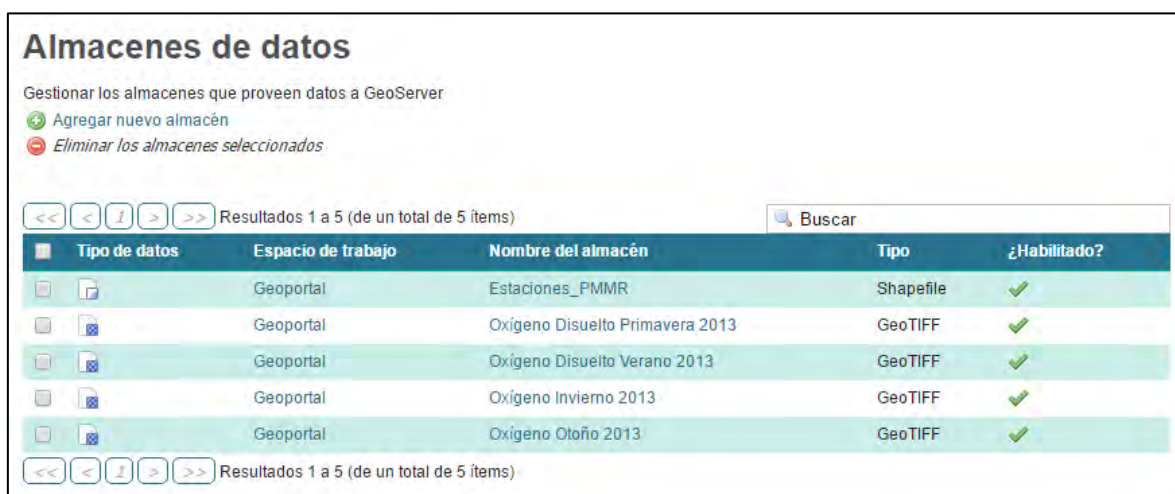 Almacenes de datos
Gestionar los almacenes que proveen datos a GeoServer
Agregar nuevo almacén
Eliminar los almacenes seleccionados
<< < 1 > >> Resultados 1 a 5 (de un total de 5 ítems) Buscar
Tipo de datos Espacio de trabajo Nombre del almacén Tipo ¿Habilitado?
Geoportal Estaciones_PMMR Shapefile
Geoportal Oxígeno Disuelto Primavera 2013 GeoTIFF
Geoportal Oxígeno Disuelto Verano 2013 GeoTIFF
Geoportal Oxígeno Invierno 2013 GeoTIFF
Geoportal Oxígeno Otoño 2013 GeoTIFF
<< < 1 > >> Resultados 1 a 5 (de un total de 5 ítems)